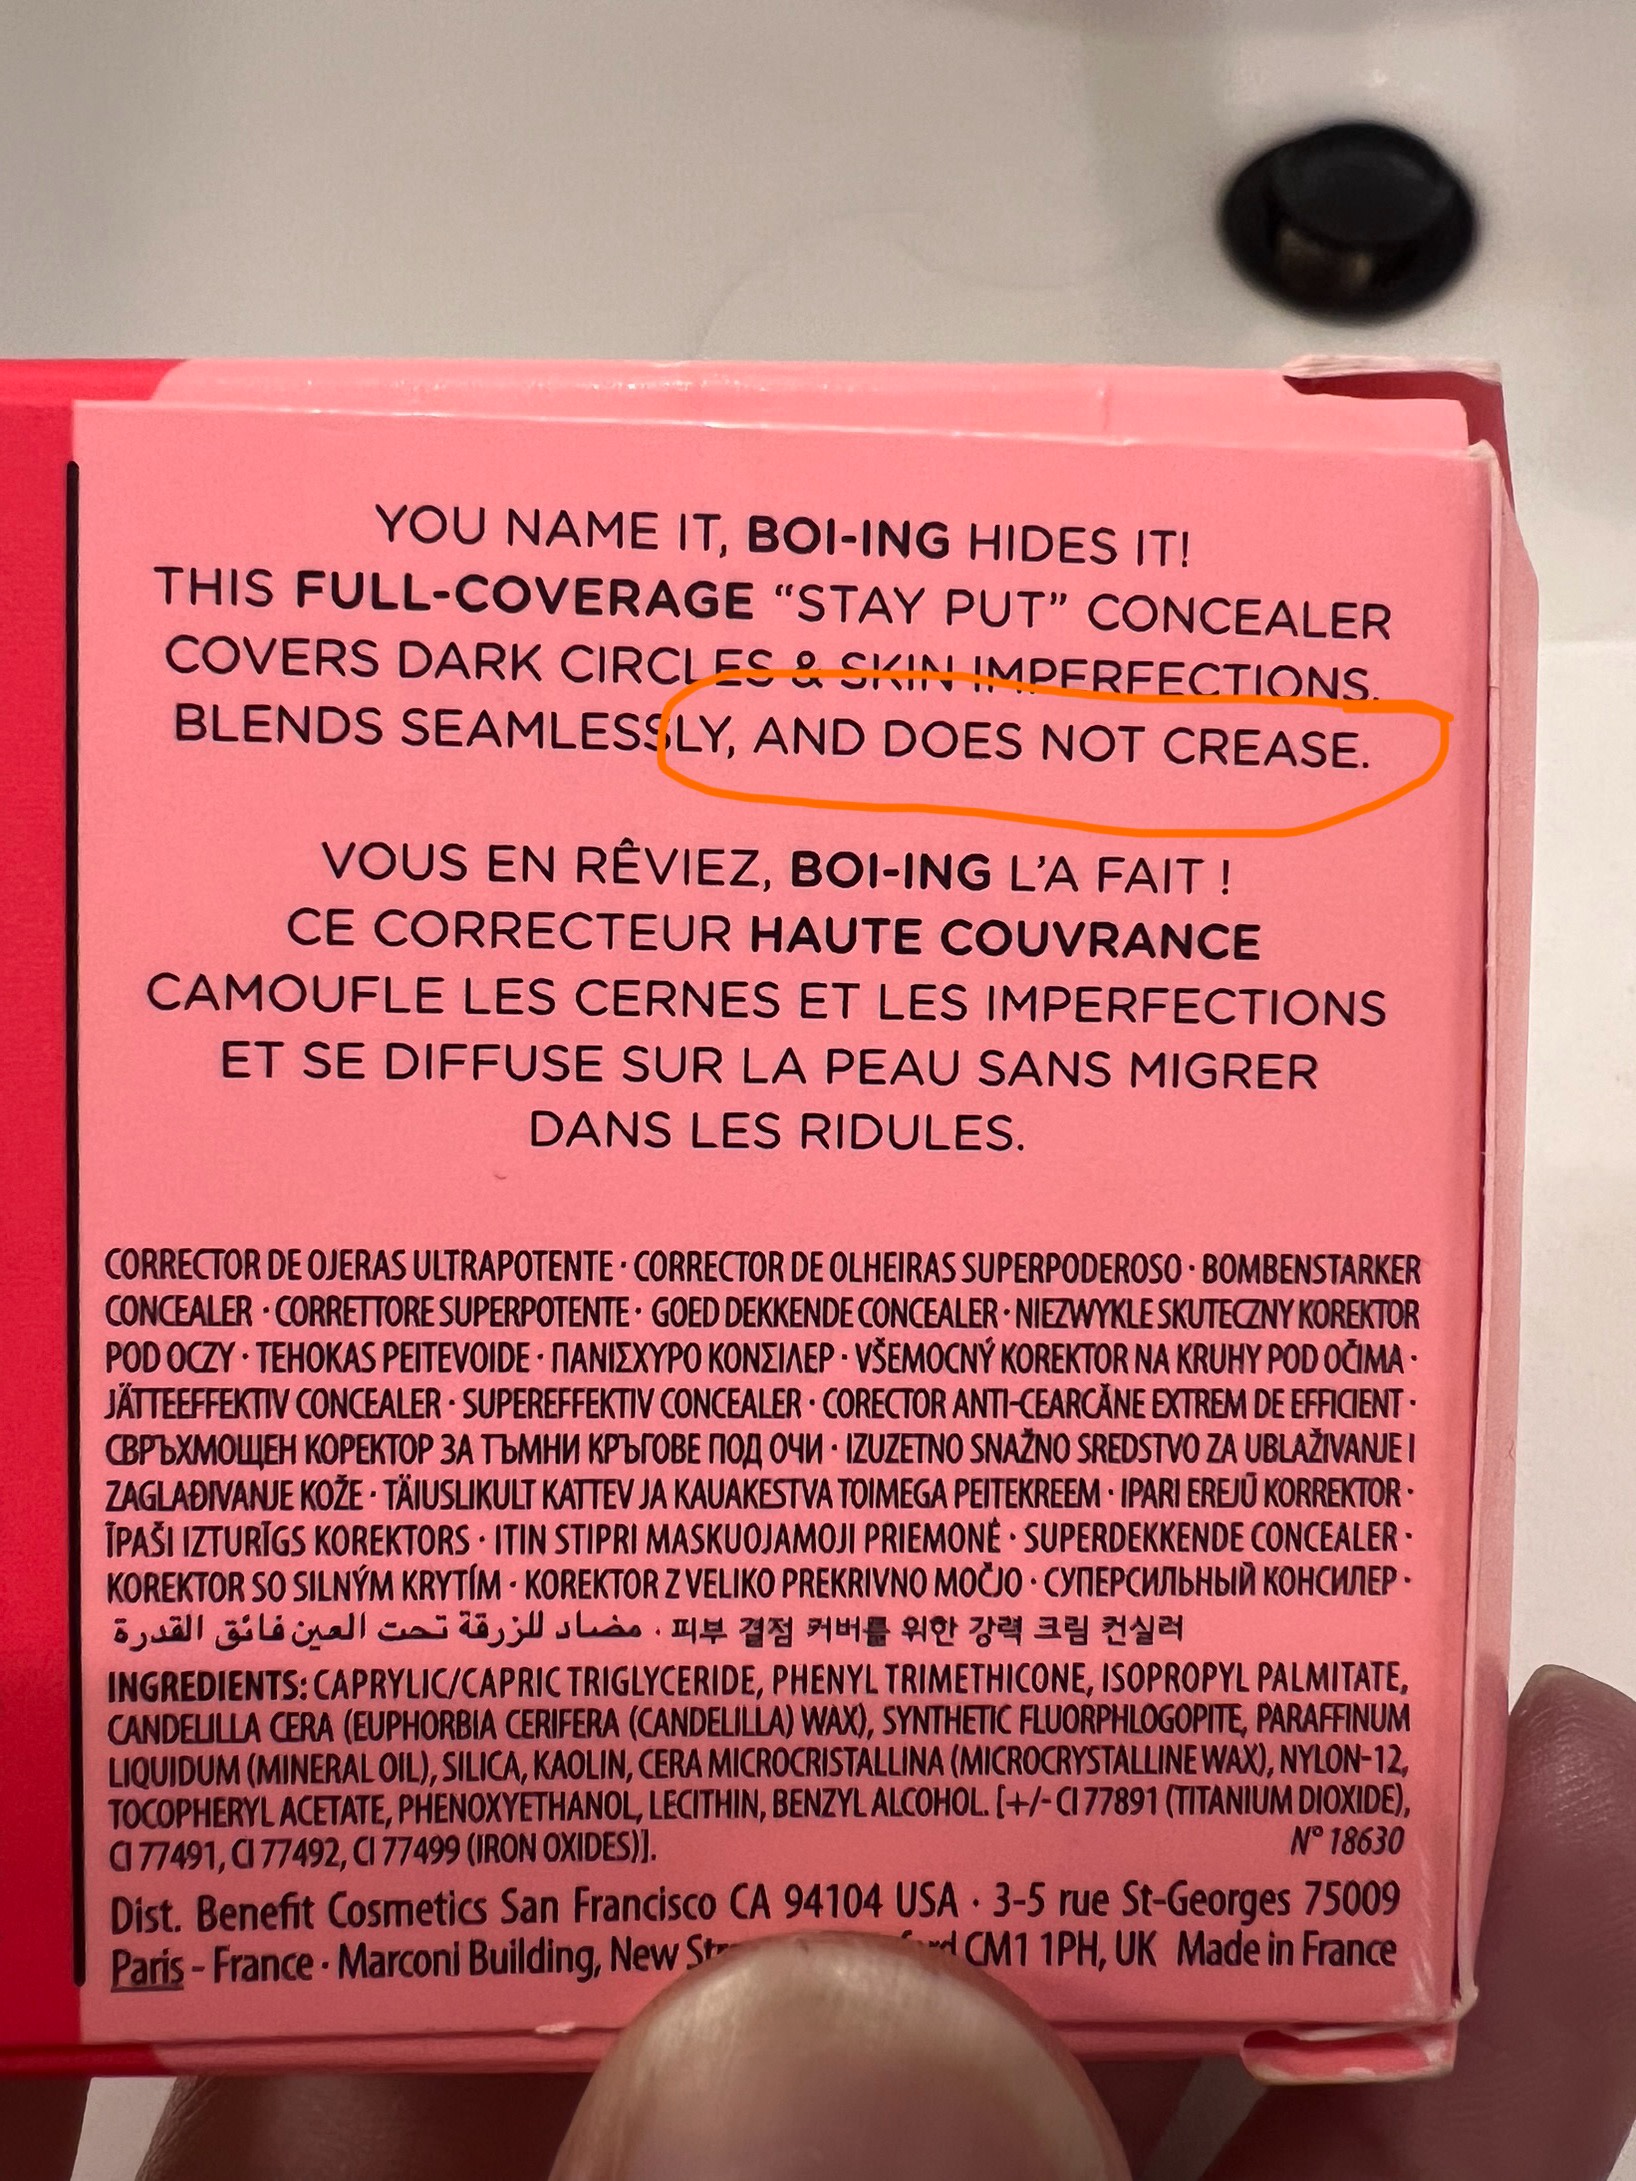 YOU NAME IT, BOI-ING HIDES IT!
THIS FULL-COVERAGE “STAY PUT” CONCEALER
COVERS DARK CIRCLES & SKIN IMPERFECTIONS.
BLENDS SEAMLESSLY, AND DOES NOT CREASE.
VOUS EN RÊVIEZ, BOI-ING L’A FAIT !
CE CORRECTEUR HAUTE COUVRANCE
CAMOUFLE LES CERNES ET LES IMPERFECTIONS
ET SE DIFFUSE SUR LA PEAU SANS MIGRER
DANS LES RIDULES.
CORRECTOR DE OJERAS ULTRAPOTENTE · CORRECTOR DE OLHEIRAS SUPERPODEROSO · BOMBENSTARKER
CONCEALER · CORRETTORE SUPERPOTENTE · GOED DEKKENDE CONCEALER · NIEZWYKLE SKUTECZNY KOREKTOR
POD OCZY · TEHOKAS PEITEVOIDE · ΠΑΝΙΣΧΥΡΟ ΚΟΝΣΙΛΕΡ · VŠEMOCNÝ KOREKTOR NA KRUHY POD OČIMA ·
JÄTTEEFFEKTIV CONCEALER · SUPEREFFEKTIV CONCEALER · CORECTOR ANTI-CEARCĂNE EXTREM DE EFFICIENT ·
СВРЪХМОЩЕН КОРЕКТОР ЗА ТЪМНИ КРЪГОВЕ ПОД ОЧИ · IZUZETNO SNAŽNO SREDSTVO ZA UBLAŽIVANJE I
ZAGLAĐIVANJE KOŽE · TÄIUSLIKULT KATTEV JA KAUAKESTVA TOIMEGA PEITEKREEM · IPARI EREJŰ KORREKTOR ·
ĪPAŠI IZTURĪGS KOREKTORS · ITIN STIPRI MASKUOJAMOJI PRIEMONĖ · SUPERDEKKENDE CONCEALER ·
KOREKTOR SO SILNÝM KRYTÍM · KOREKTOR Z VELIKO PREKRIVNO MOČJO · СУПЕРСИЛЬНЫЙ КОНСИЛЕР ·
مضاد للزرقة تحت العين فائق القدرة · 피부 결점 커버를 위한 강력 크림 컨실러
INGREDIENTS: CAPRYLIC/CAPRIC TRIGLYCERIDE, PHENYL TRIMETHICONE, ISOPROPYL PALMITATE,
CANDELILLA CERA (EUPHORBIA CERIFERA (CANDELILLA) WAX), SYNTHETIC FLUORPHLOGOPITE, PARAFFINUM
LIQUIDUM (MINERAL OIL), SILICA, KAOLIN, CERA MICROCRISTALLINA (MICROCRYSTALLINE WAX), NYLON-12,
TOCOPHERYL ACETATE, PHENOXYETHANOL, LECITHIN, BENZYL ALCOHOL. [+/- CI 77891 (TITANIUM DIOXIDE),
CI 77491, CI 77492, CI 77499 (IRON OXIDES)]. N° 18630
Dist. Benefit Cosmetics San Francisco CA 94104 USA · 3-5 rue St-Georges 75009
Paris - France · Marconi Building, New CM1 1PH, UK Made in France